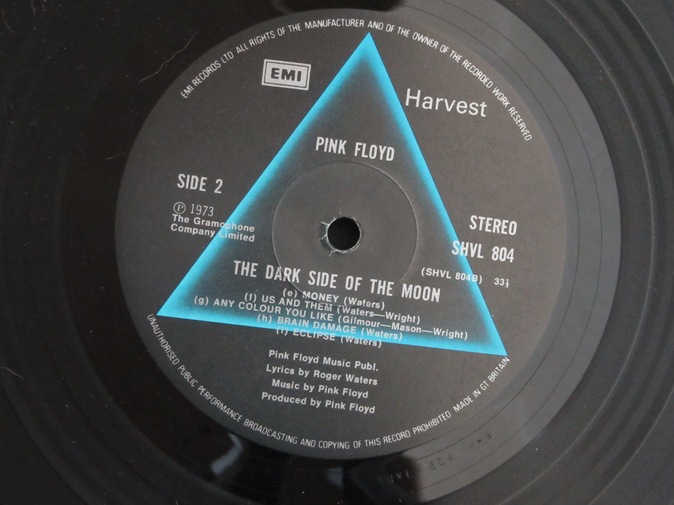 EMI RECORDS LTD ALL RIGHTS OF THE MANUFACTURER AND OF THE OWNER OF THE RECORDED WORK RESERVED
EMI
Harvest
PINK FLOYD
SIDE 2
Ⓟ 1973
The Gramophone
Company Limited
STEREO
SHVL 804
(SHVL 804B) 33⅓
THE DARK SIDE OF THE MOON
(e) MONEY (Waters)
(f) US AND THEM (Waters—Wright)
(g) ANY COLOUR YOU LIKE (Gilmour—Mason—Wright)
(h) BRAIN DAMAGE (Waters)
(i) ECLIPSE (Waters)
Pink Floyd Music Publ.
Lyrics by Roger Waters
Music by Pink Floyd
Produced by Pink Floyd
UNAUTHORISED PUBLIC PERFORMANCE BROADCASTING AND COPYING OF THIS RECORD PROHIBITED MADE IN GT BRITAIN